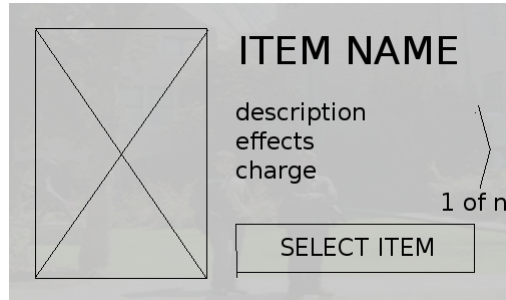 ITEM NAME
description
effects
charge
1 of n
SELECT ITEM